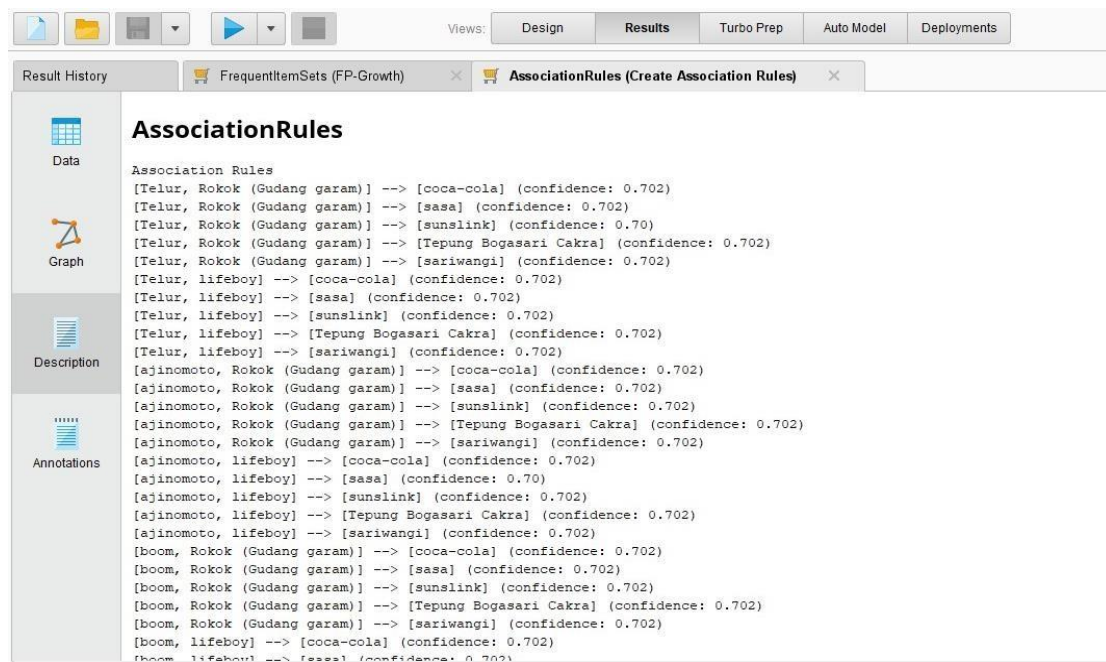 Views: Design Results Turbo Prep Auto Model Deployments
Result History FrequentItemSets (FP-Growth) AssociationRules (Create Association Rules)
Data
Graph
Description
Annotations
AssociationRules
Association Rules
[Telur, Rokok (Gudang garam)] --> [coca-cola] (confidence: 0.702)
[Telur, Rokok (Gudang garam)] --> [sasa] (confidence: 0.702)
[Telur, Rokok (Gudang garam)] --> [sunslink] (confidence: 0.70)
[Telur, Rokok (Gudang garam)] --> [Tepung Bogasari Cakra] (confidence: 0.702)
[Telur, Rokok (Gudang garam)] --> [sariwangi] (confidence: 0.702)
[Telur, lifeboy] --> [coca-cola] (confidence: 0.702)
[Telur, lifeboy] --> [sasa] (confidence: 0.702)
[Telur, lifeboy] --> [sunslink] (confidence: 0.702)
[Telur, lifeboy] --> [Tepung Bogasari Cakra] (confidence: 0.702)
[Telur, lifeboy] --> [sariwangi] (confidence: 0.702)
[ajinomoto, Rokok (Gudang garam)] --> [coca-cola] (confidence: 0.702)
[ajinomoto, Rokok (Gudang garam)] --> [sasa] (confidence: 0.702)
[ajinomoto, Rokok (Gudang garam)] --> [sunslink] (confidence: 0.702)
[ajinomoto, Rokok (Gudang garam)] --> [Tepung Bogasari Cakra] (confidence: 0.702)
[ajinomoto, Rokok (Gudang garam)] --> [sariwangi] (confidence: 0.702)
[ajinomoto, lifeboy] --> [coca-cola] (confidence: 0.702)
[ajinomoto, lifeboy] --> [sasa] (confidence: 0.70)
[ajinomoto, lifeboy] --> [sunslink] (confidence: 0.702)
[ajinomoto, lifeboy] --> [Tepung Bogasari Cakra] (confidence: 0.702)
[ajinomoto, lifeboy] --> [sariwangi] (confidence: 0.702)
[boom, Rokok (Gudang garam)] --> [coca-cola] (confidence: 0.702)
[boom, Rokok (Gudang garam)] --> [sasa] (confidence: 0.702)
[boom, Rokok (Gudang garam)] --> [sunslink] (confidence: 0.702)
[boom, Rokok (Gudang garam)] --> [Tepung Bogasari Cakra] (confidence: 0.702)
[boom, Rokok (Gudang garam)] --> [sariwangi] (confidence: 0.702)
[boom, lifeboy] --> [coca-cola] (confidence: 0.702)
[boom, lifeboy] --> [sasa] (confidence: 0.702)